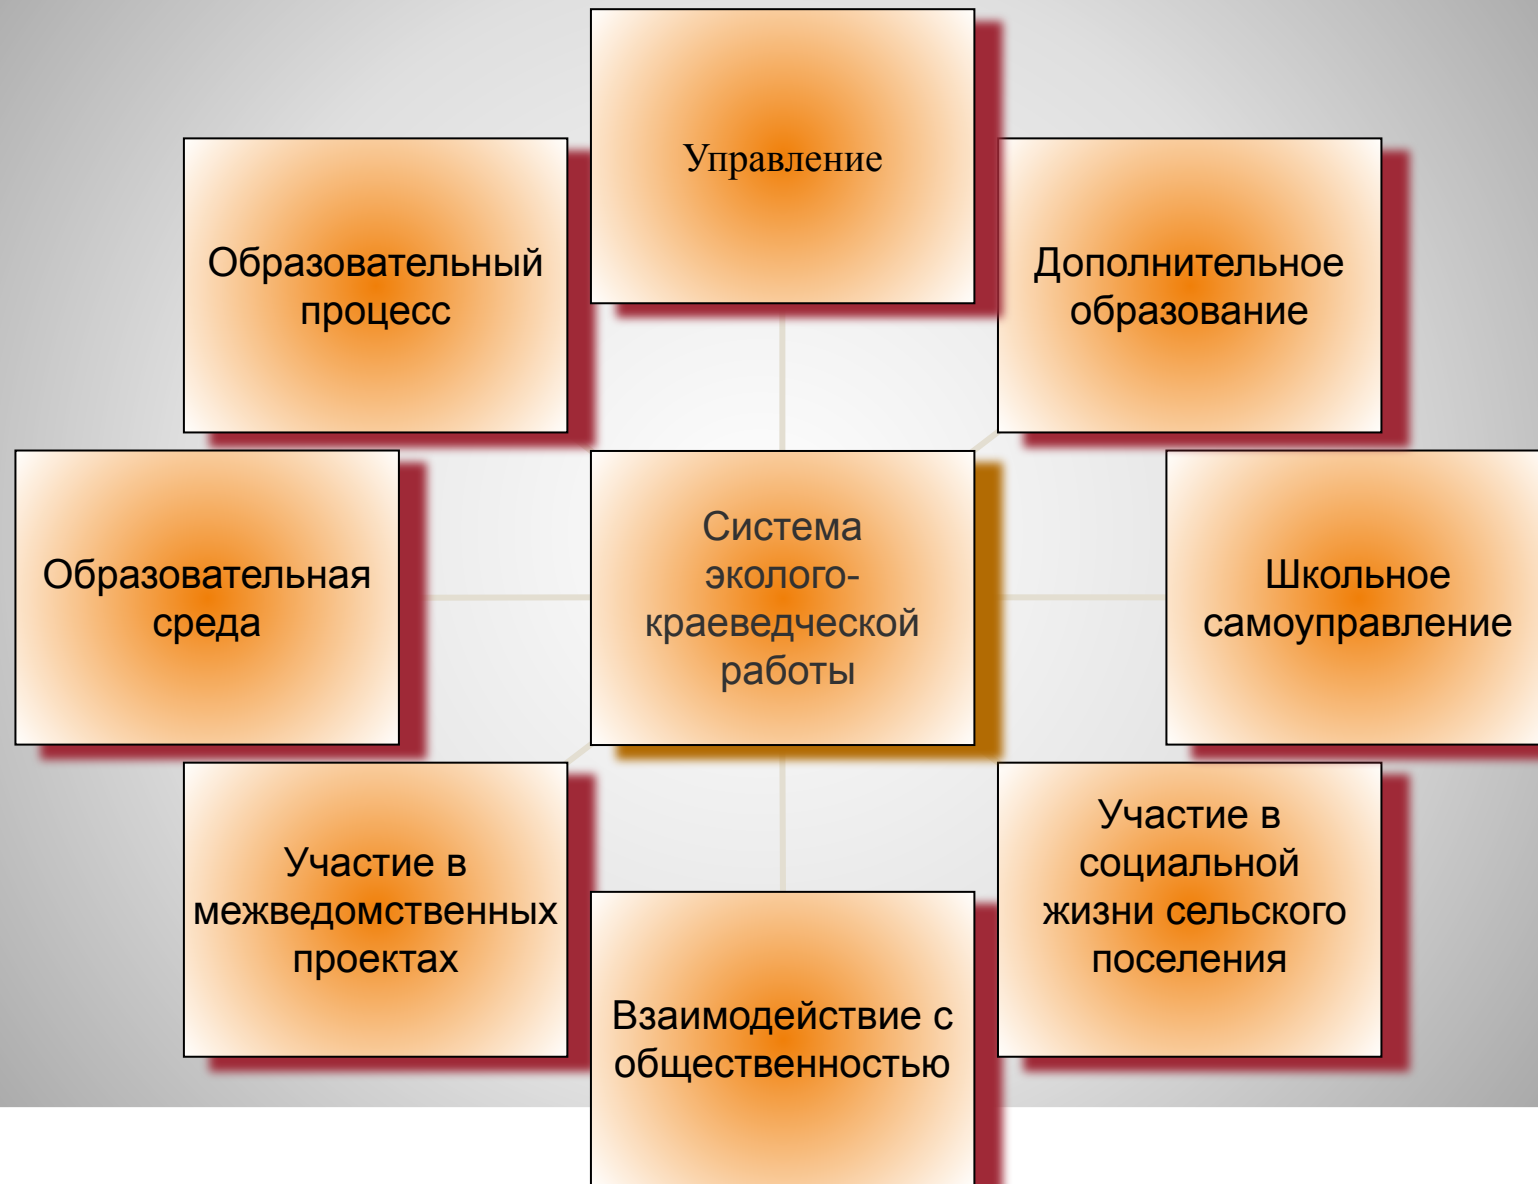 Управление
Образовательный
процесс
Дополнительное
образование
Образовательная
среда
Система
эколого-
краеведческой
работы
Школьное
самоуправление
Участие в
межведомственных
проектах
Участие в
социальной
жизни сельского
поселения
Взаимодействие с
общественностью